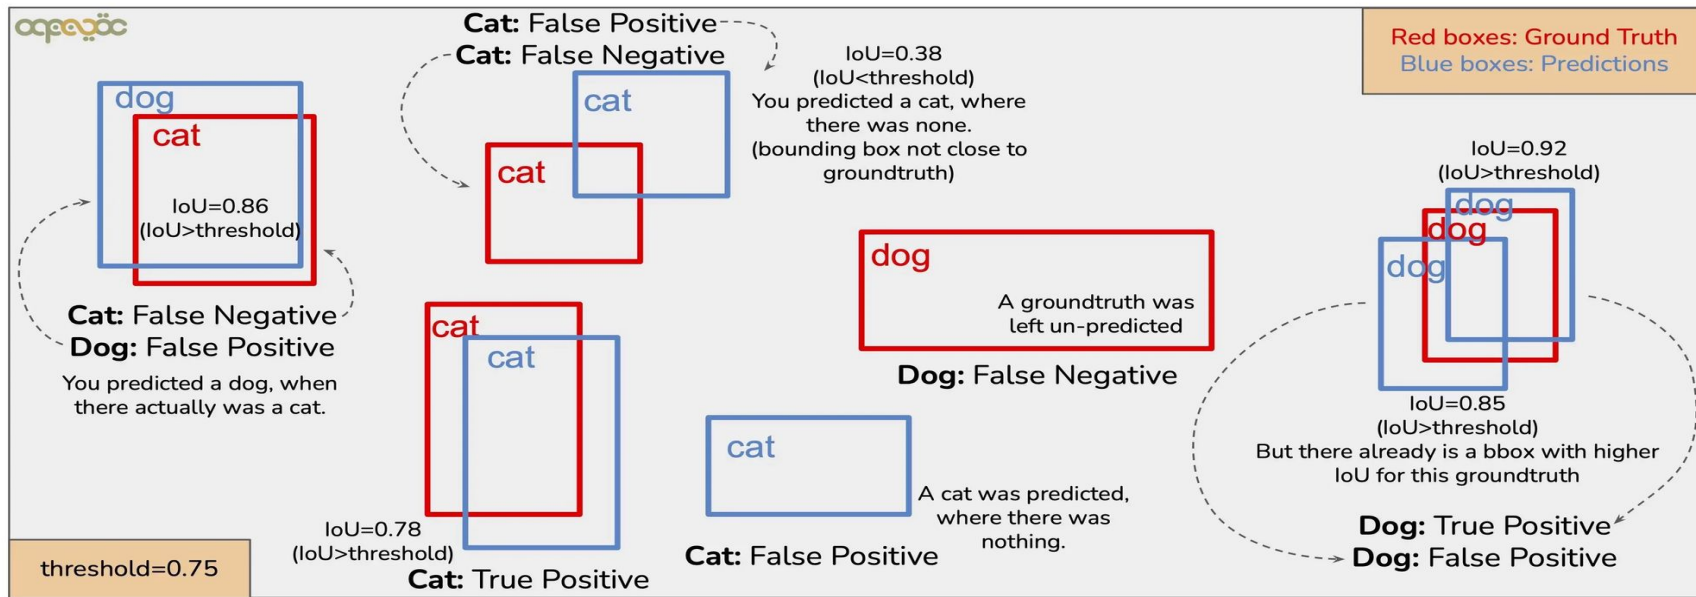 عقيق
Cat: False Positive
Cat: False Negative
IoU=0.38
(IoU<threshold)
You predicted a cat, where
there was none.
(bounding box not close to
groundtruth)
Red boxes: Ground Truth
Blue boxes: Predictions
dog
cat
IoU=0.86
(IoU>threshold)
Cat: False Negative
Dog: False Positive
You predicted a dog, when
there actually was a cat.
cat
cat
cat
cat
IoU=0.78
(IoU>threshold)
Cat: True Positive
dog
A groundtruth was
left un-predicted
Dog: False Negative
cat
A cat was predicted,
where there was
nothing.
Cat: False Positive
IoU=0.92
(IoU>threshold)
dog
dog
dog
IoU=0.85
(IoU>threshold)
But there already is a bbox with higher
IoU for this groundtruth
Dog: True Positive
Dog: False Positive
threshold=0.75